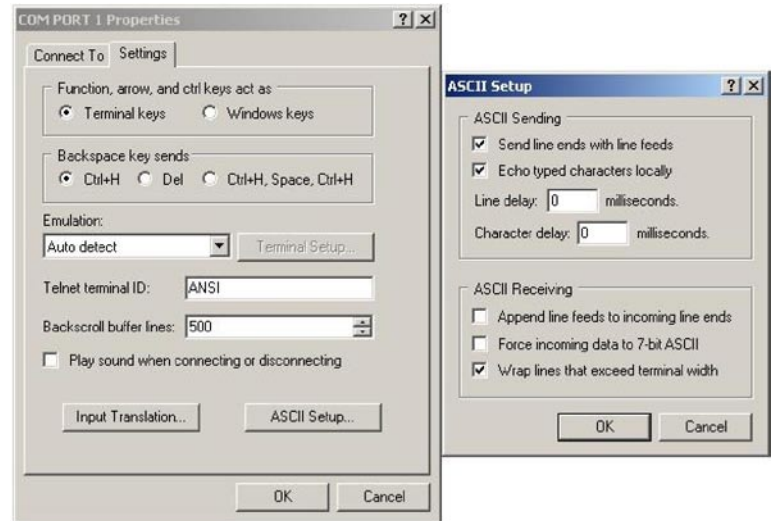 COM PORT 1 Properties
Connect To Settings
Function, arrow, and ctrl keys act as
Terminal keys Windows keys
Backspace key sends
Ctrl+H Del Ctrl+H, Space, Ctrl+H
Emulation:
Auto detect Terminal Setup...
Telnet terminal ID: ANSI
Backscroll buffer lines: 500
Play sound when connecting or disconnecting
Input Translation... ASCII Setup...
OK Cancel
ASCII Setup
ASCII Sending
Send line ends with line feeds
Echo typed characters locally
Line delay: 0 milliseconds.
Character delay: 0 milliseconds.
ASCII Receiving
Append line feeds to incoming line ends
Force incoming data to 7-bit ASCII
Wrap lines that exceed terminal width
OK Cancel